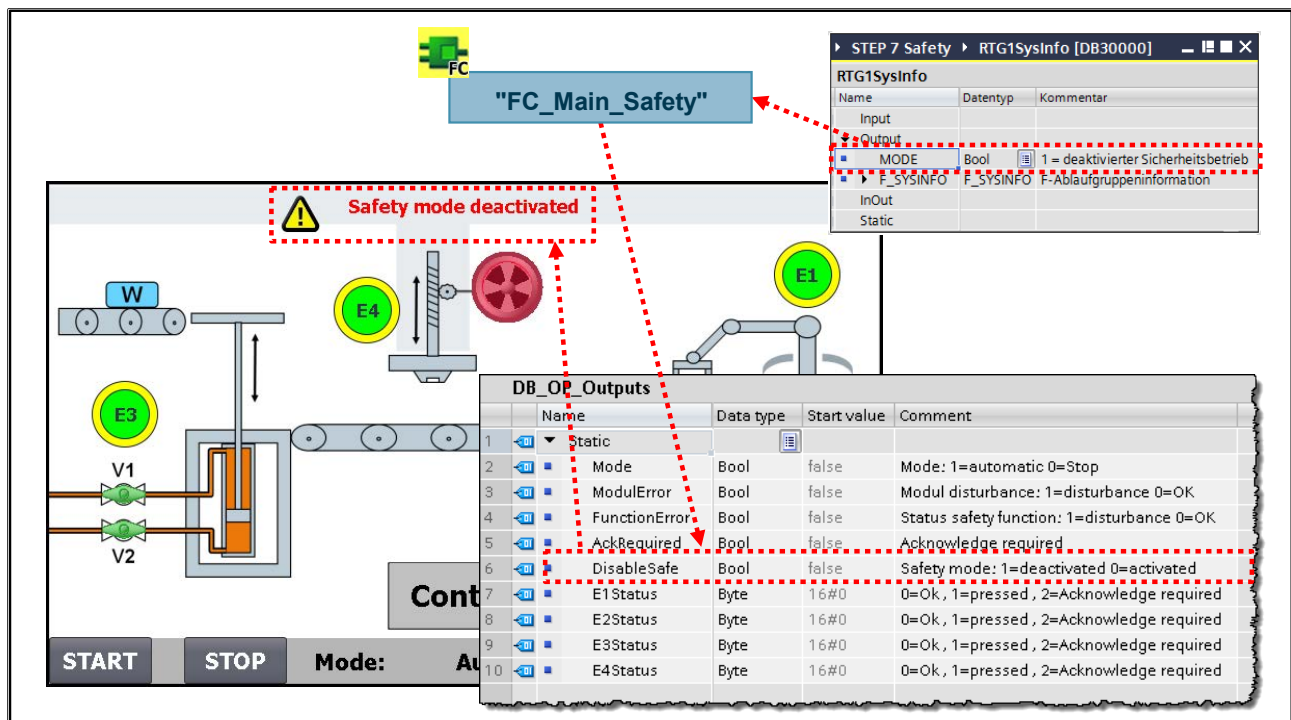 FC
"FC_Main_Safety"
STEP 7 Safety RTG1SysInfo [DB30000]
RTG1SysInfo
Name Datentyp Kommentar
Input
Output
MODE Bool 1 = deaktivierter Sicherheitsbetrieb
F_SYSINFO F_SYSINFO F-Ablaufgruppeninformation
InOut
Static
Safety mode deactivated
W
E4
E1
E3
V1
V2
Cont
START STOP Mode: Au
DB_OP_Outputs
Name Data type Start value Comment
1 Static
2 Mode Bool false Mode: 1=automatic 0=Stop
3 ModulError Bool false Modul disturbance: 1=disturbance 0=OK
4 FunctionError Bool false Status safety function: 1=disturbance 0=OK
5 AckRequired Bool false Acknowledge required
6 DisableSafe Bool false Safety mode: 1=deactivated 0=activated
7 E1Status Byte 16#0 0=Ok, 1=pressed, 2=Acknowledge required
8 E2Status Byte 16#0 0=Ok, 1=pressed, 2=Acknowledge required
9 E3Status Byte 16#0 0=Ok, 1=pressed, 2=Acknowledge required
10 E4Status Byte 16#0 0=Ok, 1=pressed, 2=Acknowledge required